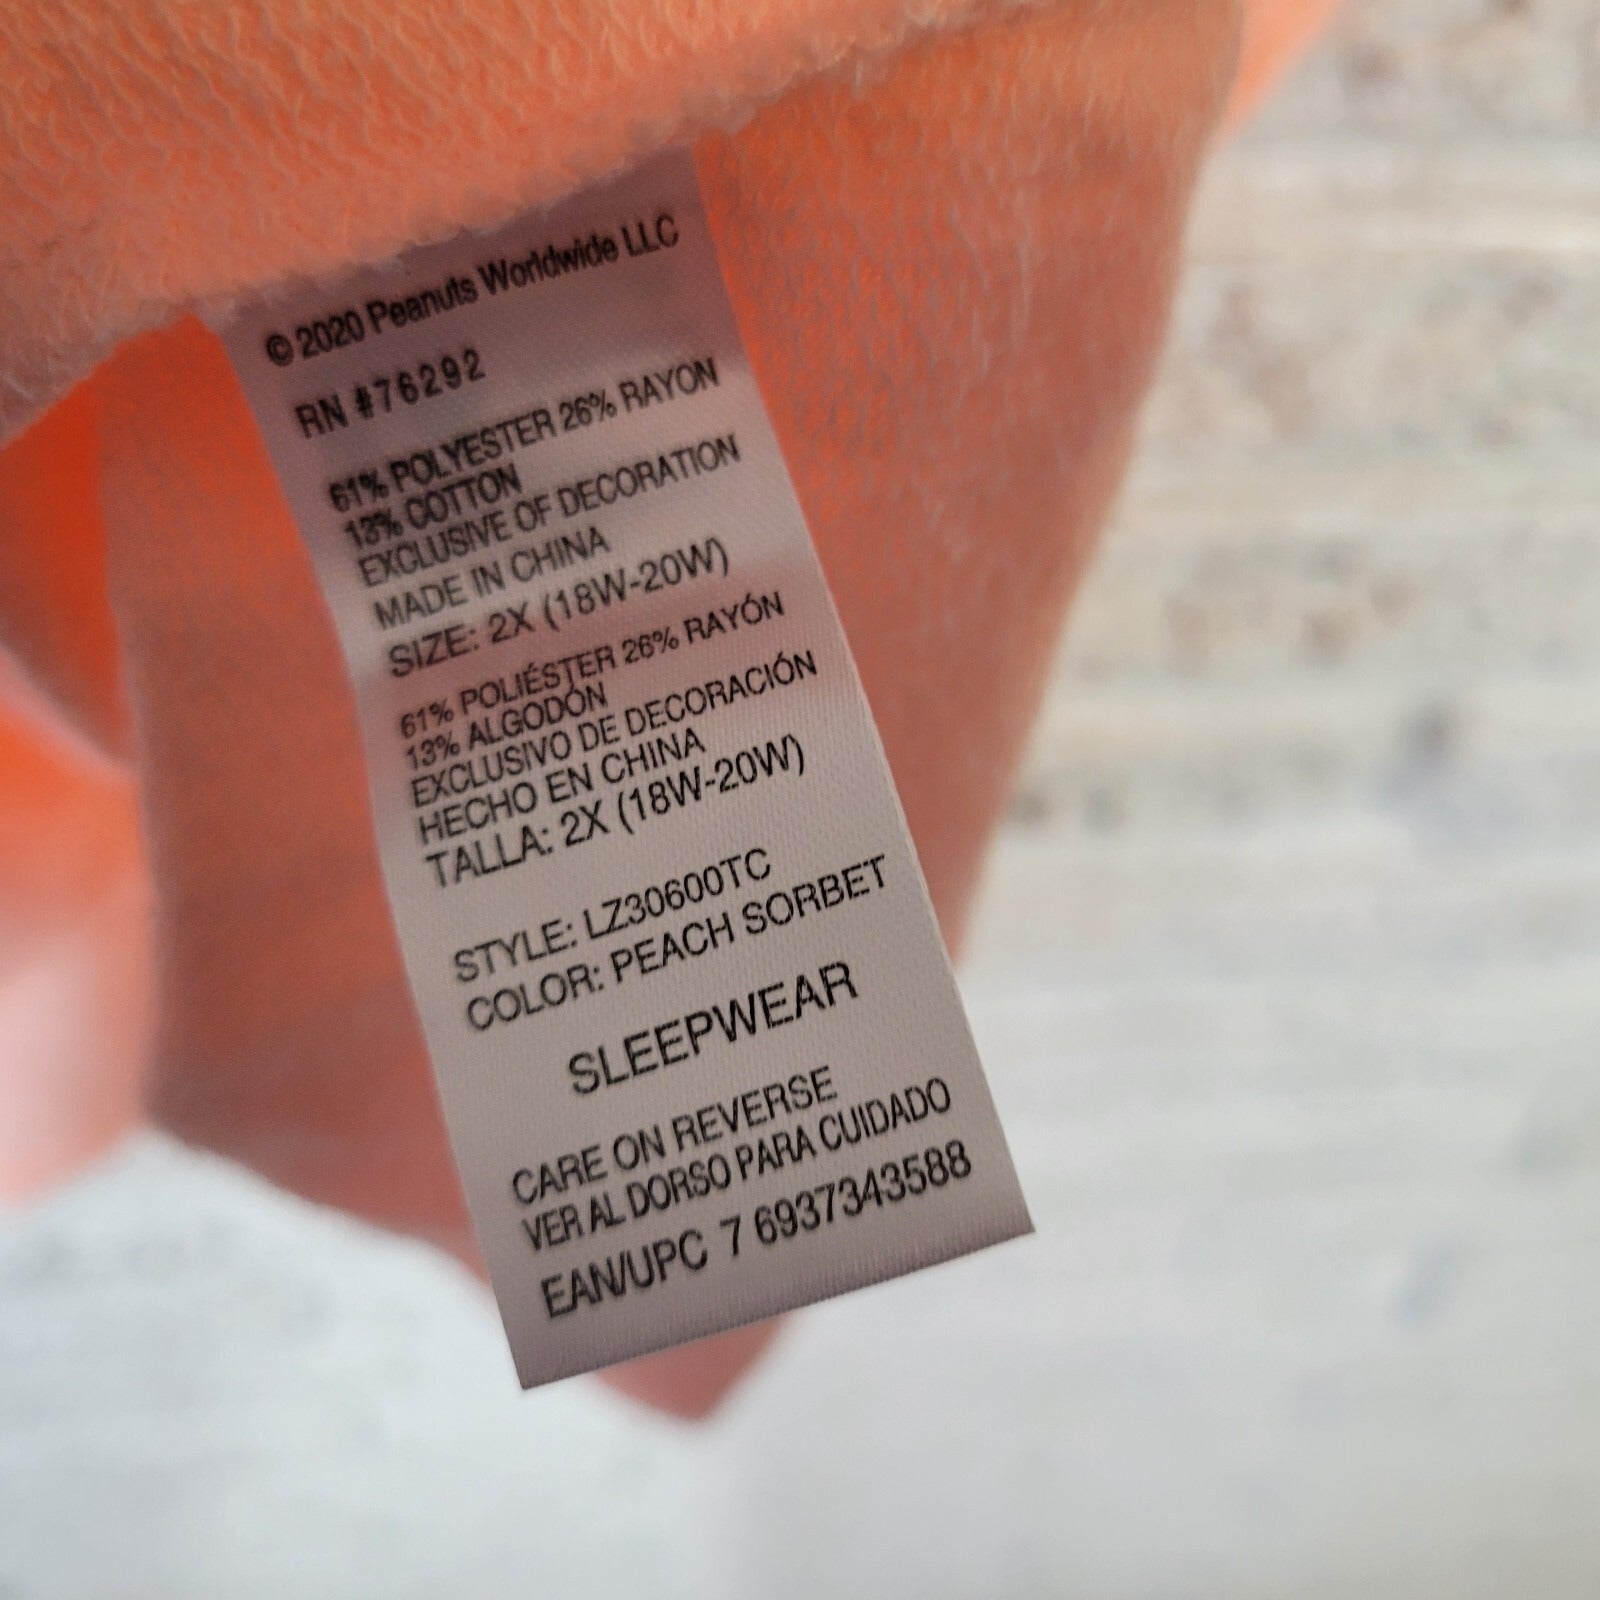 © 2020 Peanuts Worldwide LLC
RN #76292
61% POLYESTER 26% RAYON
13% COTTON
EXCLUSIVE OF DECORATION
MADE IN CHINA
SIZE: 2X (18W-20W)
61% POLIÉSTER 26% RAYÓN
13% ALGODÓN
EXCLUSIVO DE DECORACIÓN
HECHO EN CHINA
TALLA: 2X (18W-20W)
STYLE: LZ30600TC
COLOR: PEACH SORBET
SLEEPWEAR
CARE ON REVERSE
VER AL DORSO PARA CUIDADO
EAN/UPC 7 6937343588